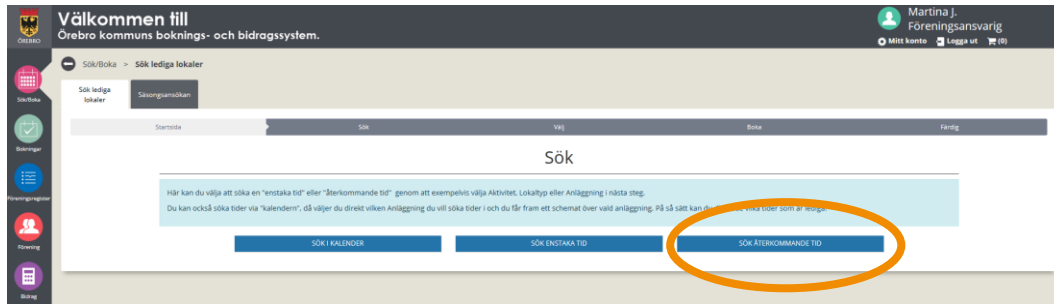 Välkommen till
Örebro kommuns boknings- och bidragssystem.
ÖREBRO
Martina J.
Föreningsansvarig
Mitt konto Logga ut (0)
Sök/Boka > Sök lediga lokaler
Sök lediga
lokaler
Säsongsansökan
Sök/Boka
Bokningar
Föreningsregister
Förening
Bidrag
Startsida Sök Välj Boka Färdig
Sök
Här kan du välja att söka en "enstaka tid" eller "återkommande tid" genom att exempelvis välja Aktivitet, Lokaltyp eller Anläggning i nästa steg.
Du kan också söka tider via "kalendern", då väljer du direkt vilken Anläggning du vill söka tider i och du får fram ett schemat över vald anläggning. På så sätt kan du vilka tider som är lediga.
SÖK I KALENDER SÖK ENSTAKA TID SÖK ÅTERKOMMANDE TID